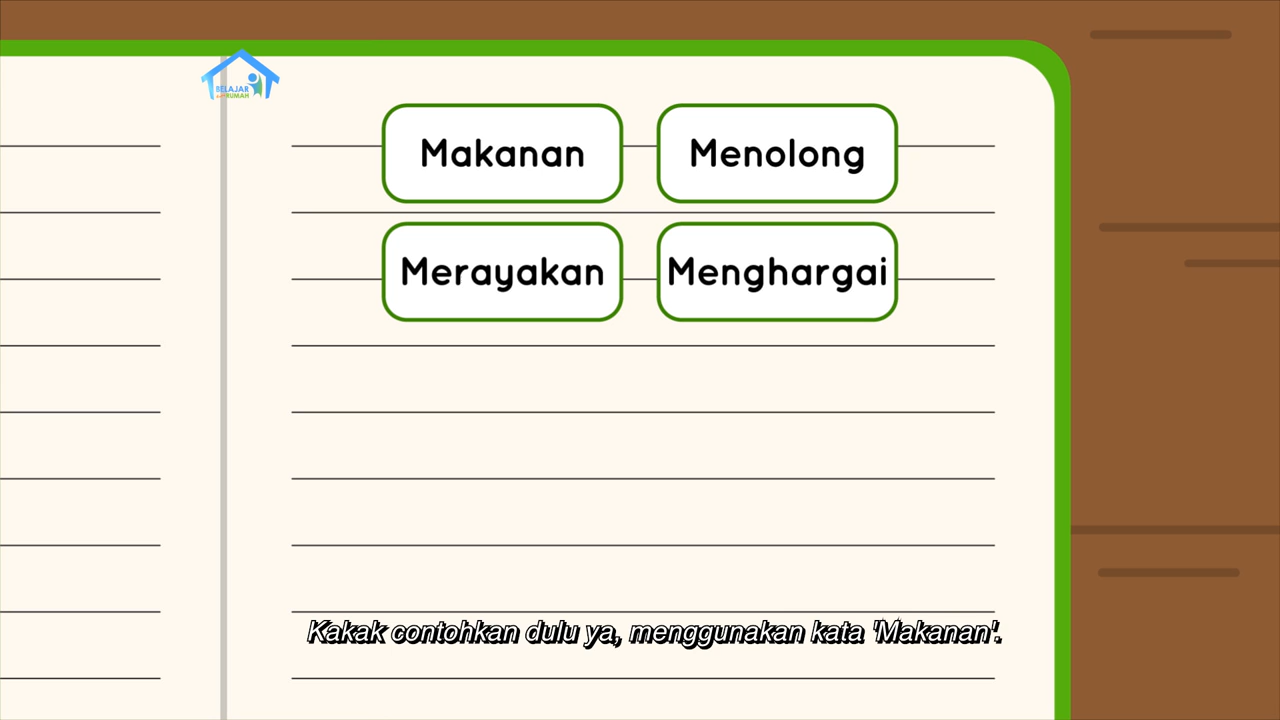 BELAJAR
RUMAH
Makanan
Menolong
Merayakan
Menghargai
Kakak contohkan dulu ya, menggunakan kata 'Makanan'.